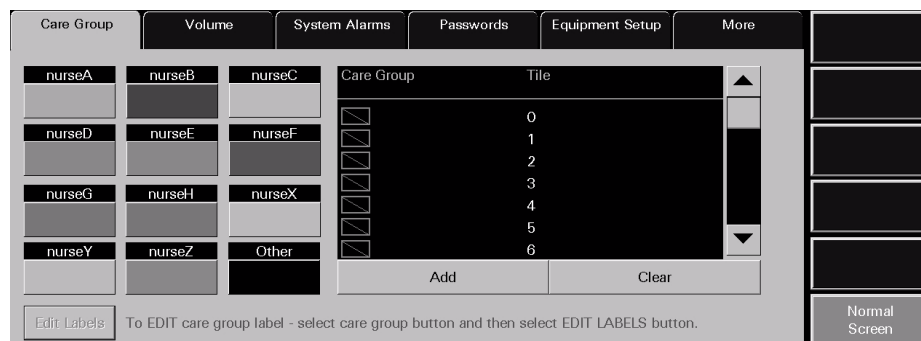 Care Group Volume System Alarms Passwords Equipment Setup More
nurseA nurseB nurseC
nurseD nurseE nurseF
nurseG nurseH nurseX
nurseY nurseZ Other
Care Group Tile
0
1
2
3
4
5
6
Add Clear
Edit Labels To EDIT care group label - select care group button and then select EDIT LABELS button.
Normal
Screen